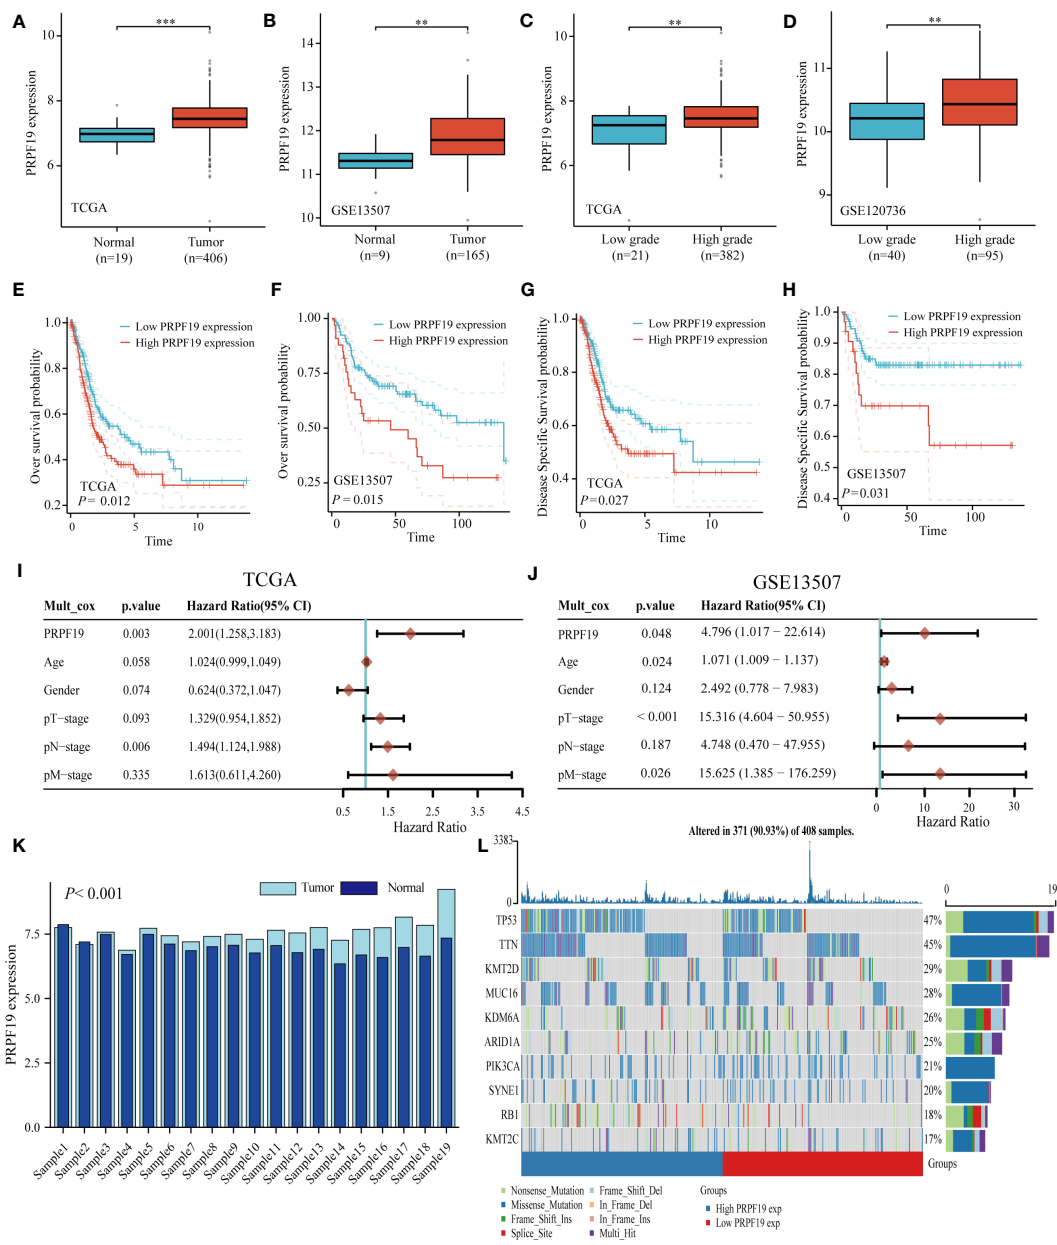 A
PRPF19 expression
10
8
6
***
TCGA
Normal
(n=19)
Tumor
(n=406)
B
PRPF19 expression
14
13
12
11
10
**
GSE13507
Normal
(n=9)
Tumor
(n=165)
C
PRPF19 expression
10
8
6
**
TCGA
Low grade
(n=21)
High grade
(n=382)
D
PRPF19 expression
11
10
9
**
GSE120736
Low grade
(n=40)
High grade
(n=95)
E
Over survival probability
1.0
0.8
0.6
0.4
0.2
Low PRPF19 expression
High PRPF19 expression
TCGA
P= 0.012
0 5 10
Time
F
Over survival probability
1.00
0.75
0.50
0.25
Low PRPF19 expression
High PRPF19 expression
GSE13507
P=0.015
0 50 100
Time
G
Disease Specific Survival probability
1.0
0.8
0.6
0.4
Low PRPF19 expression
High PRPF19 expression
TCGA
P=0.027
0 5 10
Time
H
Disease Specific Survival probability
1.0
0.9
0.8
0.7
0.6
0.5
0.4
Low PRPF19 expression
High PRPF19 expression
GSE13507
P=0.031
0 50 100
Time
I
TCGA
Mult_cox p.value Hazard Ratio(95% CI)
PRPF19 0.003 2.001(1.258,3.183)
Age 0.058 1.024(0.999,1.049)
Gender 0.074 0.624(0.372,1.047)
pT−stage 0.093 1.329(0.954,1.852)
pN−stage 0.006 1.494(1.124,1.988)
pM−stage 0.335 1.613(0.611,4.260)
0.5 1.5 2.5 3.5 4.5
Hazard Ratio
J
GSE13507
Mult_cox p.value Hazard Ratio(95% CI)
PRPF19 0.048 4.796 (1.017 − 22.614)
Age 0.024 1.071 (1.009 − 1.137)
Gender 0.124 2.492 (0.778 − 7.983)
pT−stage < 0.001 15.316 (4.604 − 50.955)
pN−stage 0.187 4.748 (0.470 − 47.955)
pM−stage 0.026 15.625 (1.385 − 176.259)
0 10 20 30
Hazard Ratio
K
P< 0.001
Tumor Normal
PRPF19 expression
7.5
5.0
2.5
0.0
Sample1
Sample2
Sample3
Sample4
Sample5
Sample6
Sample7
Sample8
Sample9
Sample10
Sample11
Sample12
Sample13
Sample14
Sample15
Sample16
Sample17
Sample18
Sample19
L
Altered in 371 (90.93%) of 408 samples.
3383
0
0 19
TP53 47%
TTN 45%
KMT2D 29%
MUC16 28%
KDM6A 26%
ARID1A 25%
PIK3CA 21%
SYNE1 20%
RB1 18%
KMT2C 17%
Groups
Nonsense_Mutation
Missense_Mutation
Frame_Shift_Ins
Splice_Site
Frame_Shift_Del
In_Frame_Del
In_Frame_Ins
Multi_Hit
Groups
High PRPF19 exp
Low PRPF19 exp